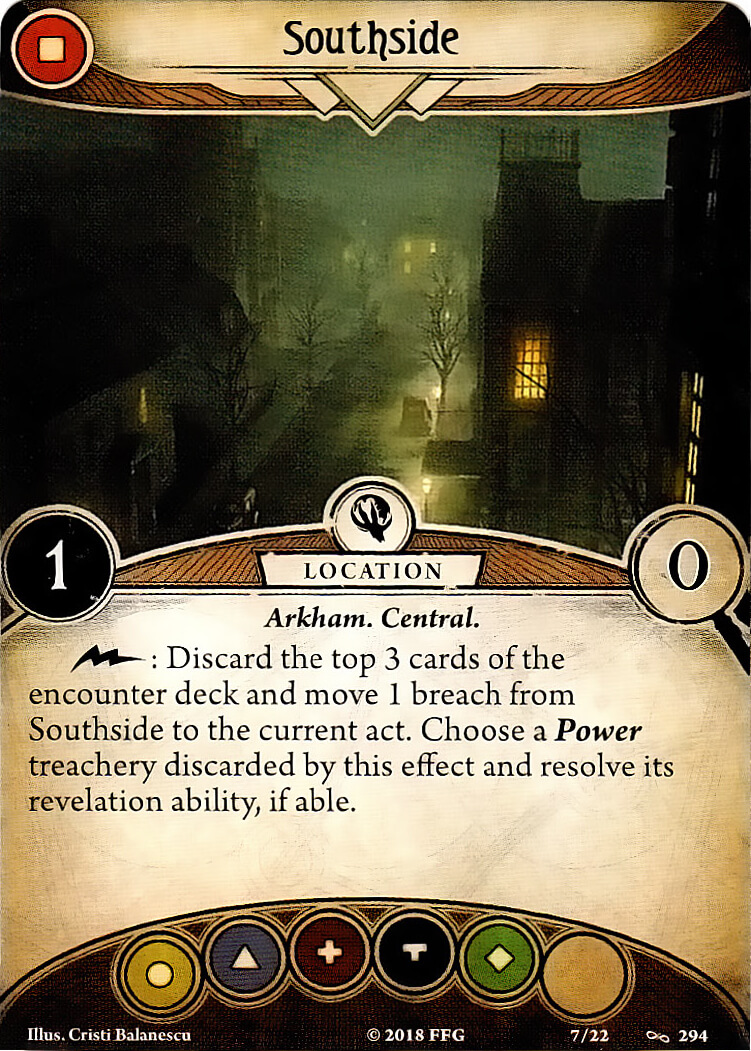 Southside
1
LOCATION
0
Arkham. Central.
: Discard the top 3 cards of the
encounter deck and move 1 breach from
Southside to the current act. Choose a Power
treachery discarded by this effect and resolve its
revelation ability, if able.
Illus. Cristi Balanescu
© 2018 FFG
7/22
294